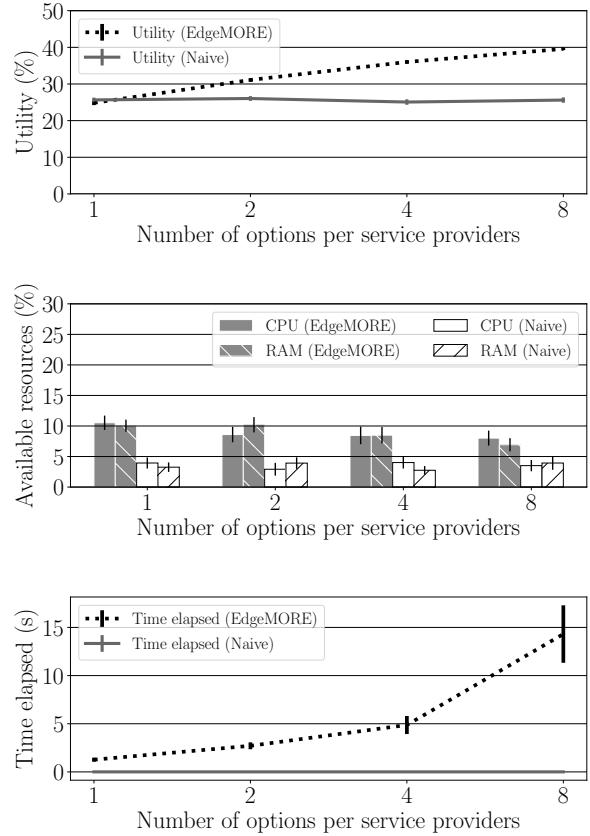 50
40
30
20
10
0
Utility (%)
Utility (EdgeMORE)
Utility (Naive)
1 2 4 8
Number of options per service providers
30
25
20
15
10
5
0
Available resources (%)
CPU (EdgeMORE) CPU (Naive)
RAM (EdgeMORE) RAM (Naive)
1 2 4 8
Number of options per service providers
15
10
5
0
Time elapsed (s)
Time elapsed (EdgeMORE)
Time elapsed (Naive)
1 2 4 8
Number of options per service providers